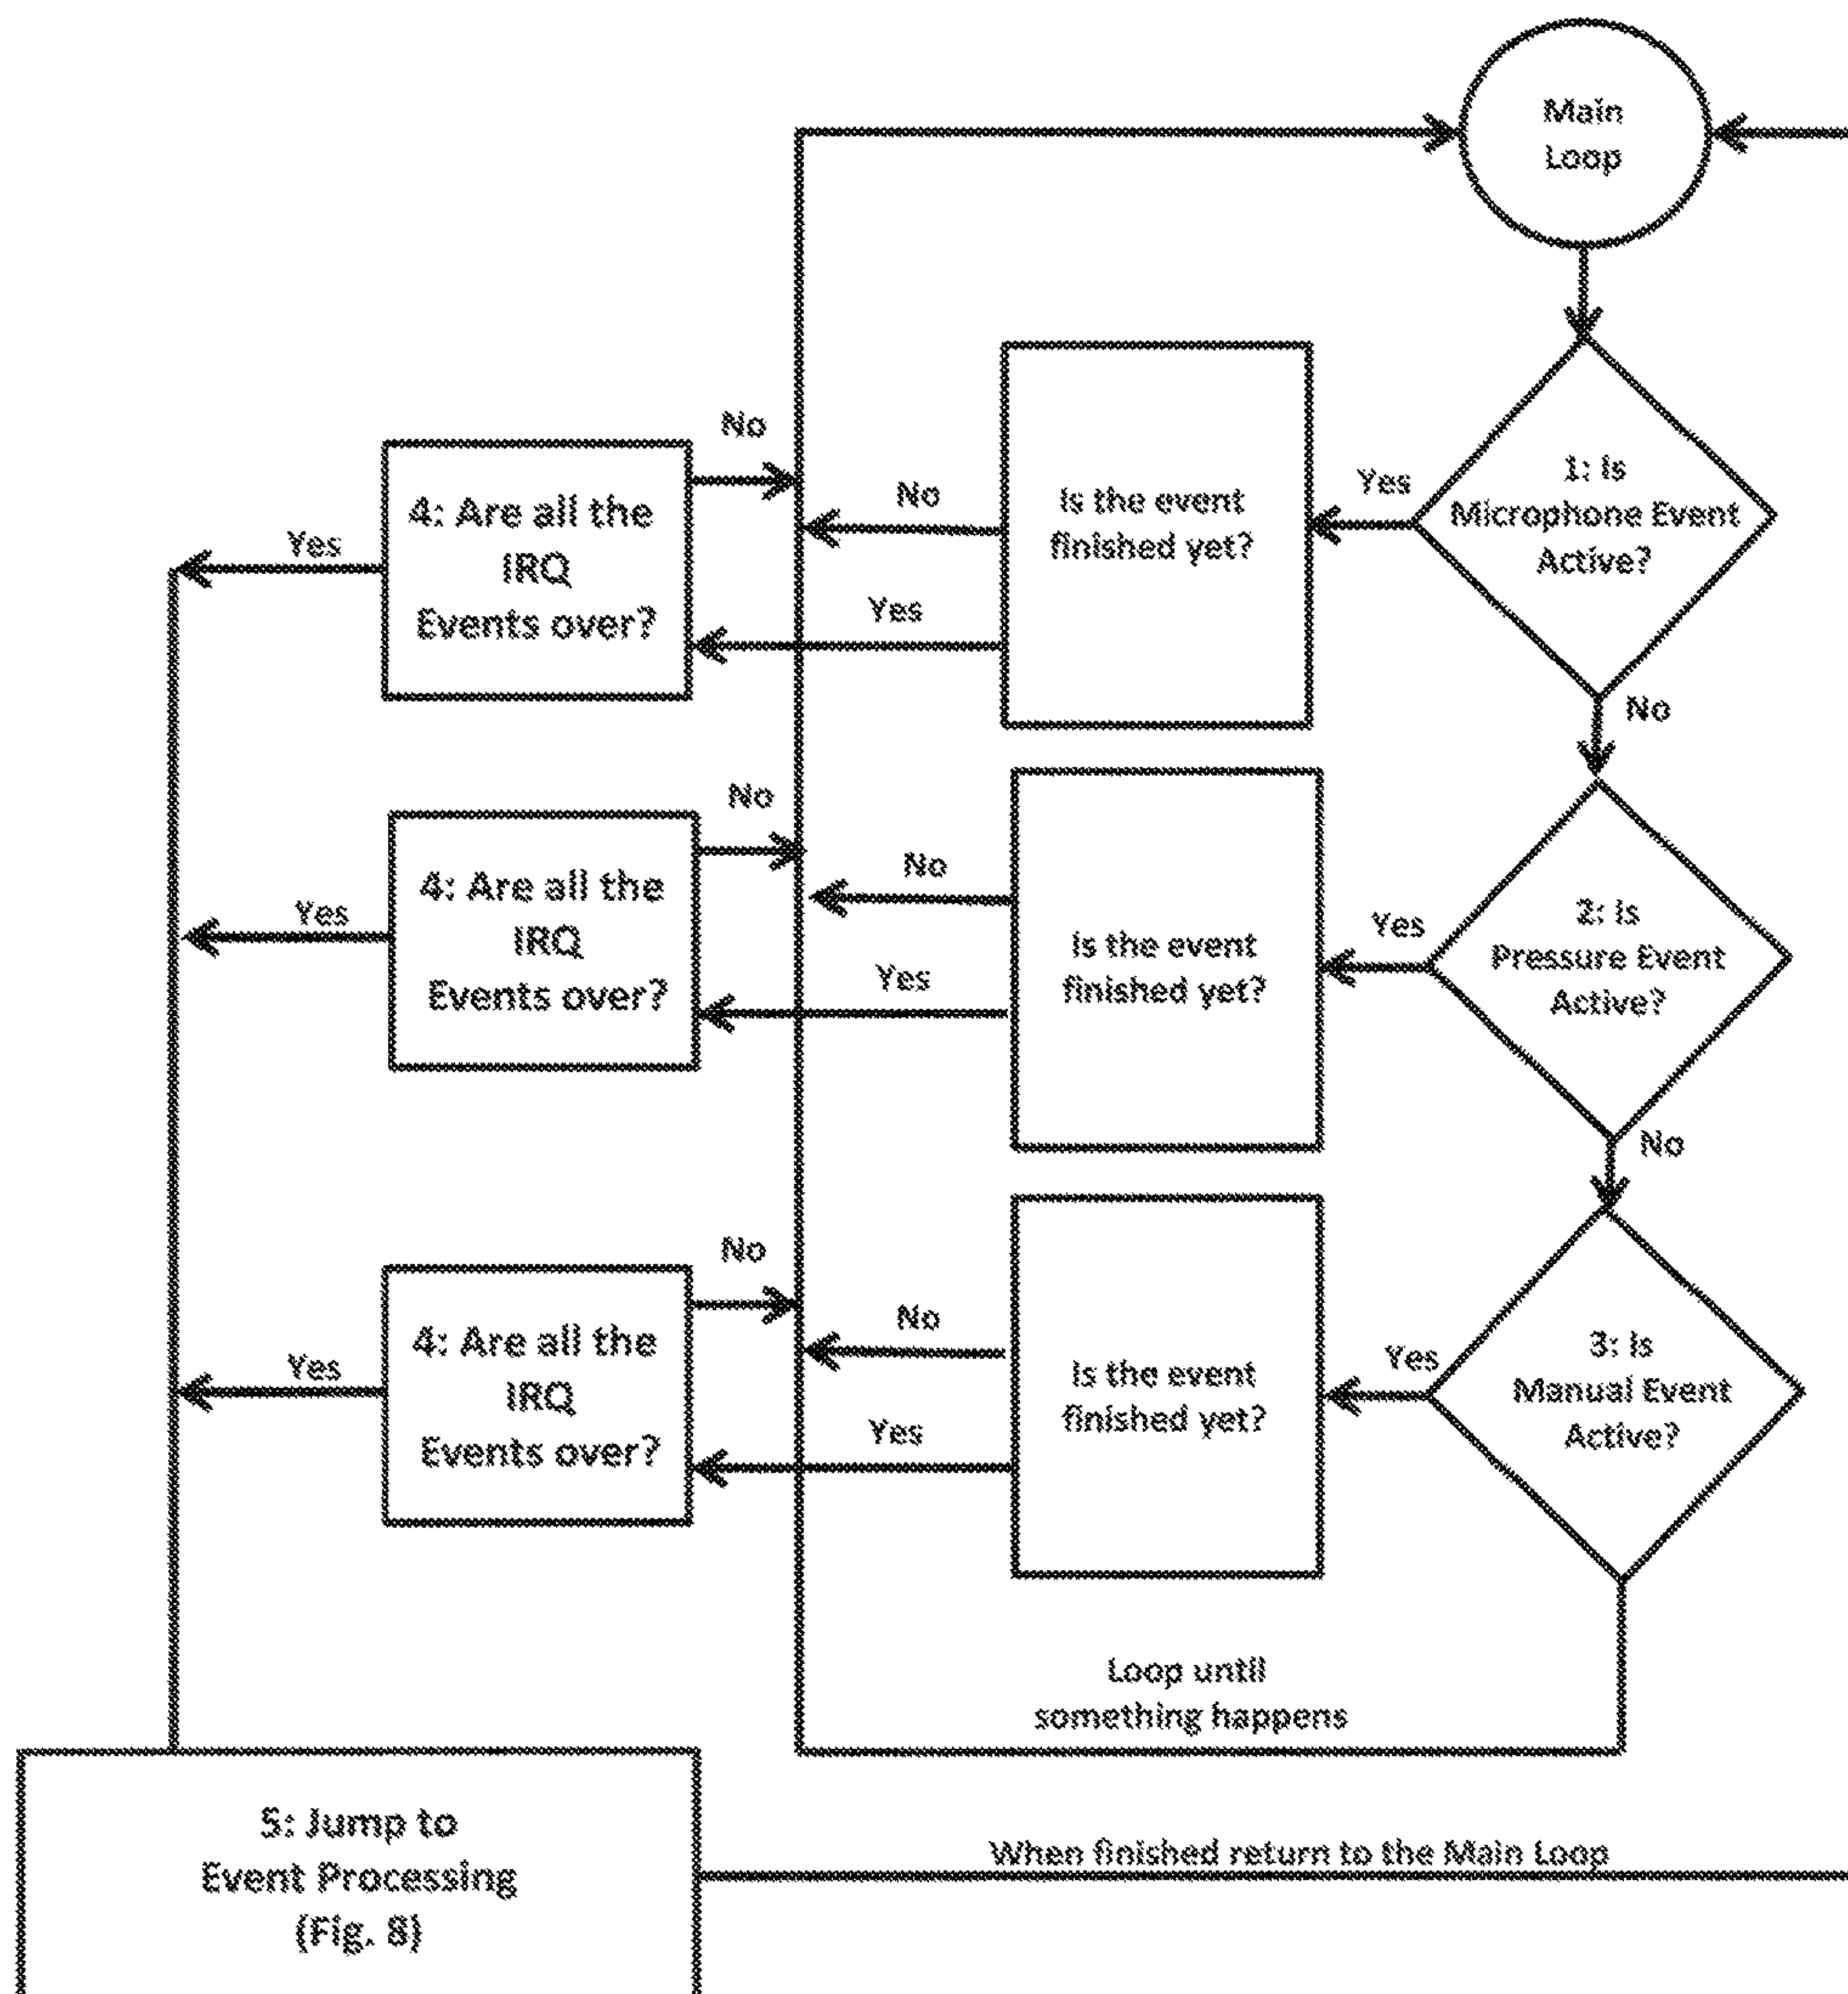 Main
Loop
1: Is
Microphone Event
Active?
Yes
No
Is the event
finished yet?
No
Yes
4: Are all the
IRQ
Events over?
No
Yes
2: Is
Pressure Event
Active?
Yes
No
Is the event
finished yet?
No
Yes
4: Are all the
IRQ
Events over?
No
Yes
3: Is
Manual Event
Active?
Yes
Is the event
finished yet?
No
Yes
4: Are all the
IRQ
Events over?
No
Yes
Loop until
something happens
5: Jump to
Event Processing
(Fig. 8)
When finished return to the Main Loop